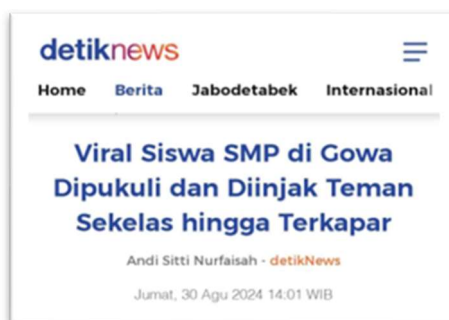 detiknews
Home Berita Jabodetabek Internasional
Viral Siswa SMP di Gowa
Dipukuli dan Diinjak Teman
Sekelas hingga Terkapar
Andi Sitti Nurfaisah - detikNews
Jumat, 30 Agu 2024 14:01 WIB